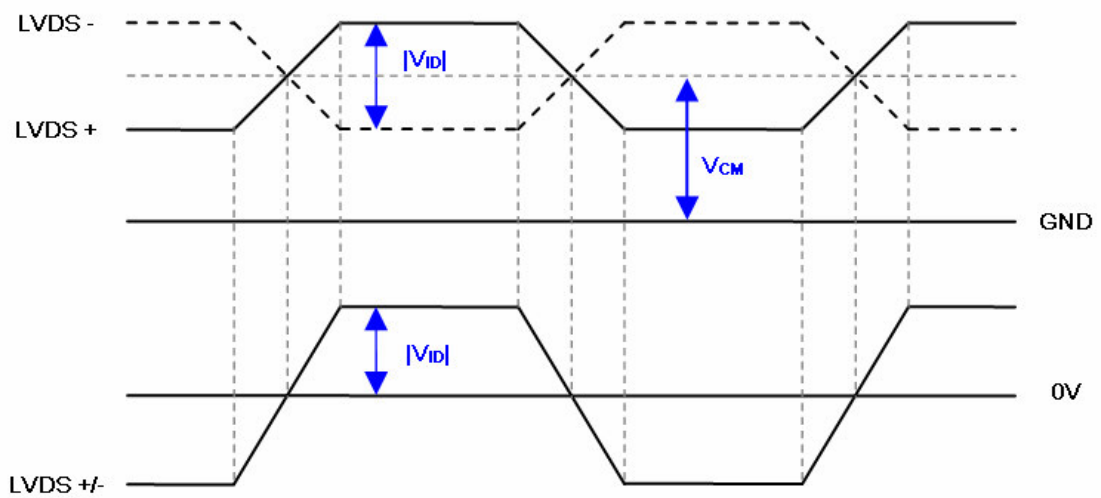 LVDS -
|VID|
LVDS +
VCM
GND
|VID|
0V
LVDS +/-